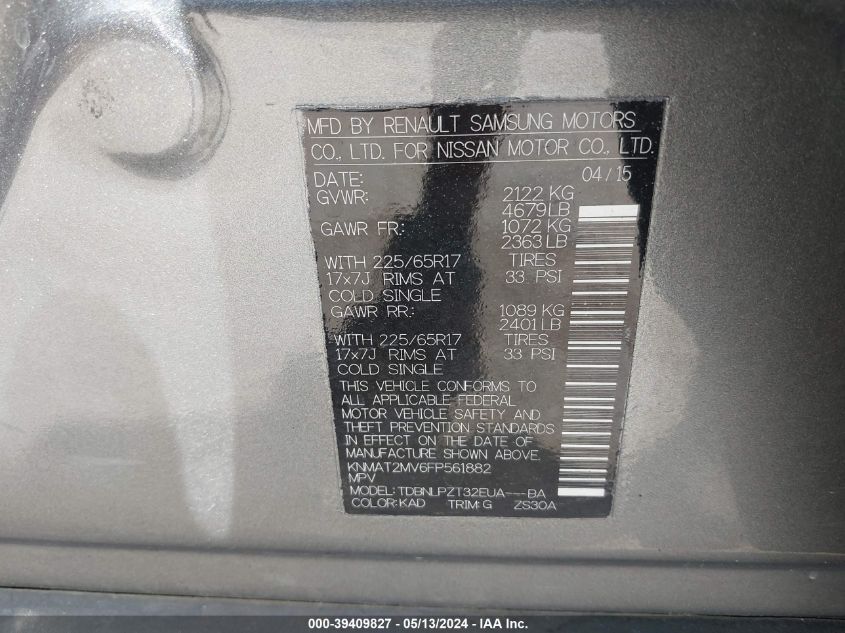 MFD BY RENAULT SAMSUNG MOTORS
CO., LTD. FOR NISSAN MOTOR CO., LTD.
DATE: 04/15
GVWR: 2122 KG
4679 LB
GAWR FR: 1072 KG
2363 LB
WITH 225/65R17 TIRES
17x7J RIMS AT 33 PSI
COLD SINGLE
GAWR RR: 1089 KG
2401 LB
WITH 225/65R17 TIRES
17x7J RIMS AT 33 PSI
COLD SINGLE
THIS VEHICLE CONFORMS TO
ALL APPLICABLE FEDERAL
MOTOR VEHICLE SAFETY AND
THEFT PREVENTION STANDARDS
IN EFFECT ON THE DATE OF
MANUFACTURE SHOWN ABOVE.
KNMAT2MV6FP561882
MPV
MODEL: TDBNLPZT32EUA---BA
COLOR: KAD TRIM: G ZS30A
000-39409827 - 05/13/2024 - © IAA, Inc.